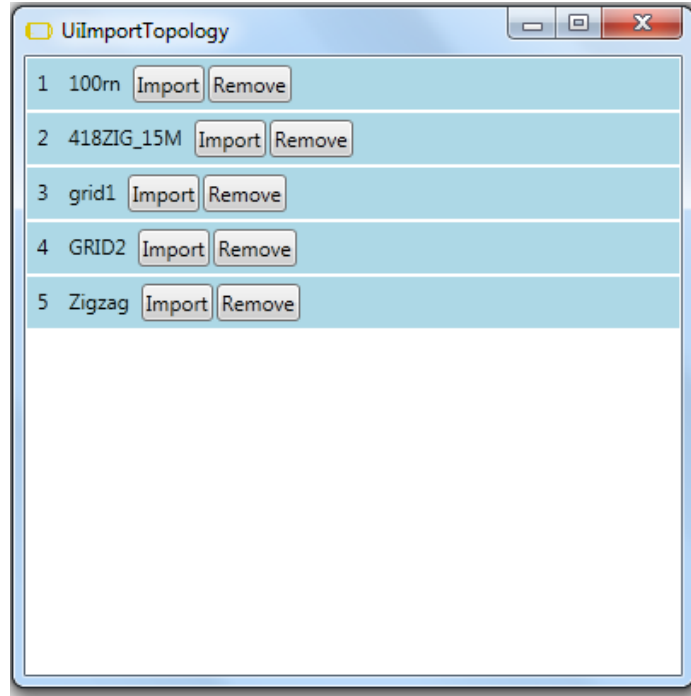 UiImportTopology
1 100rn Import Remove
2 418ZIG_15M Import Remove
3 grid1 Import Remove
4 GRID2 Import Remove
5 Zigzag Import Remove